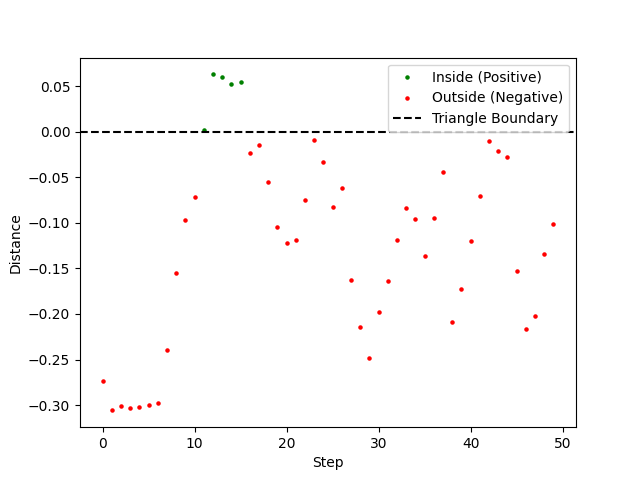 Inside (Positive)
Outside (Negative)
Triangle Boundary
0.05
0.00
−0.05
−0.10
−0.15
−0.20
−0.25
−0.30
Distance
0 10 20 30 40 50
Step